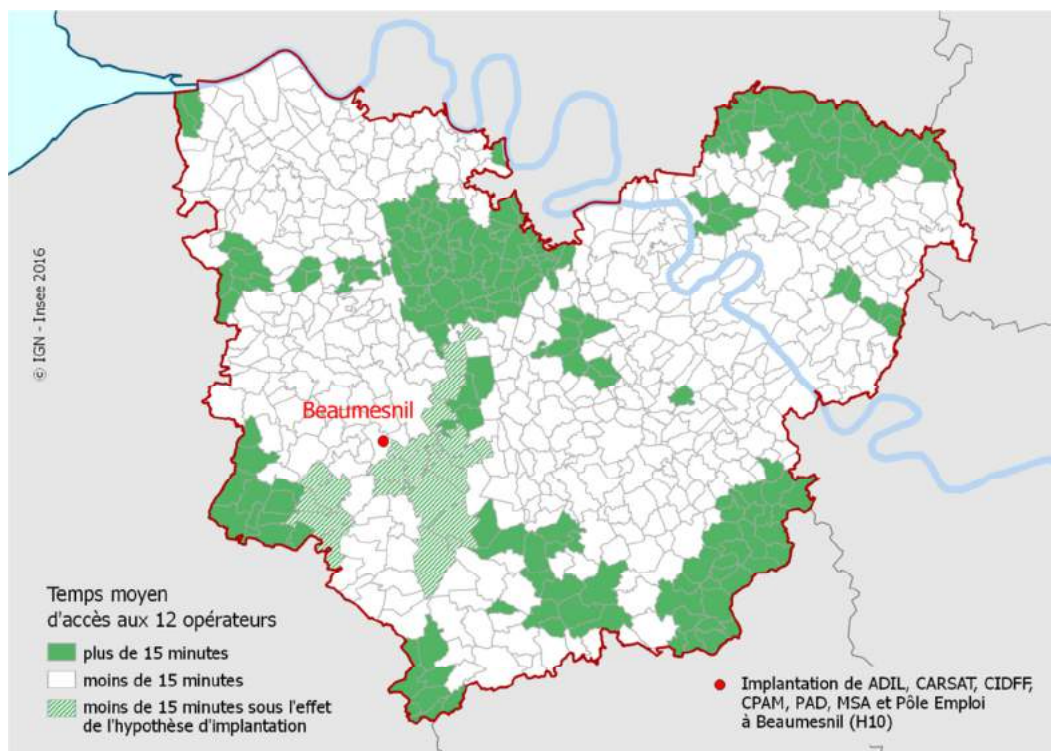 © IGN - Insee 2016
Beaumesnil
Temps moyen
d'accès aux 12 opérateurs
plus de 15 minutes
moins de 15 minutes
moins de 15 minutes sous l'effet
de l'hypothèse d'implantation
Implantation de ADIL, CARSAT, CIDFF,
CPAM, PAD, MSA et Pôle Emploi
à Beaumesnil (H10)